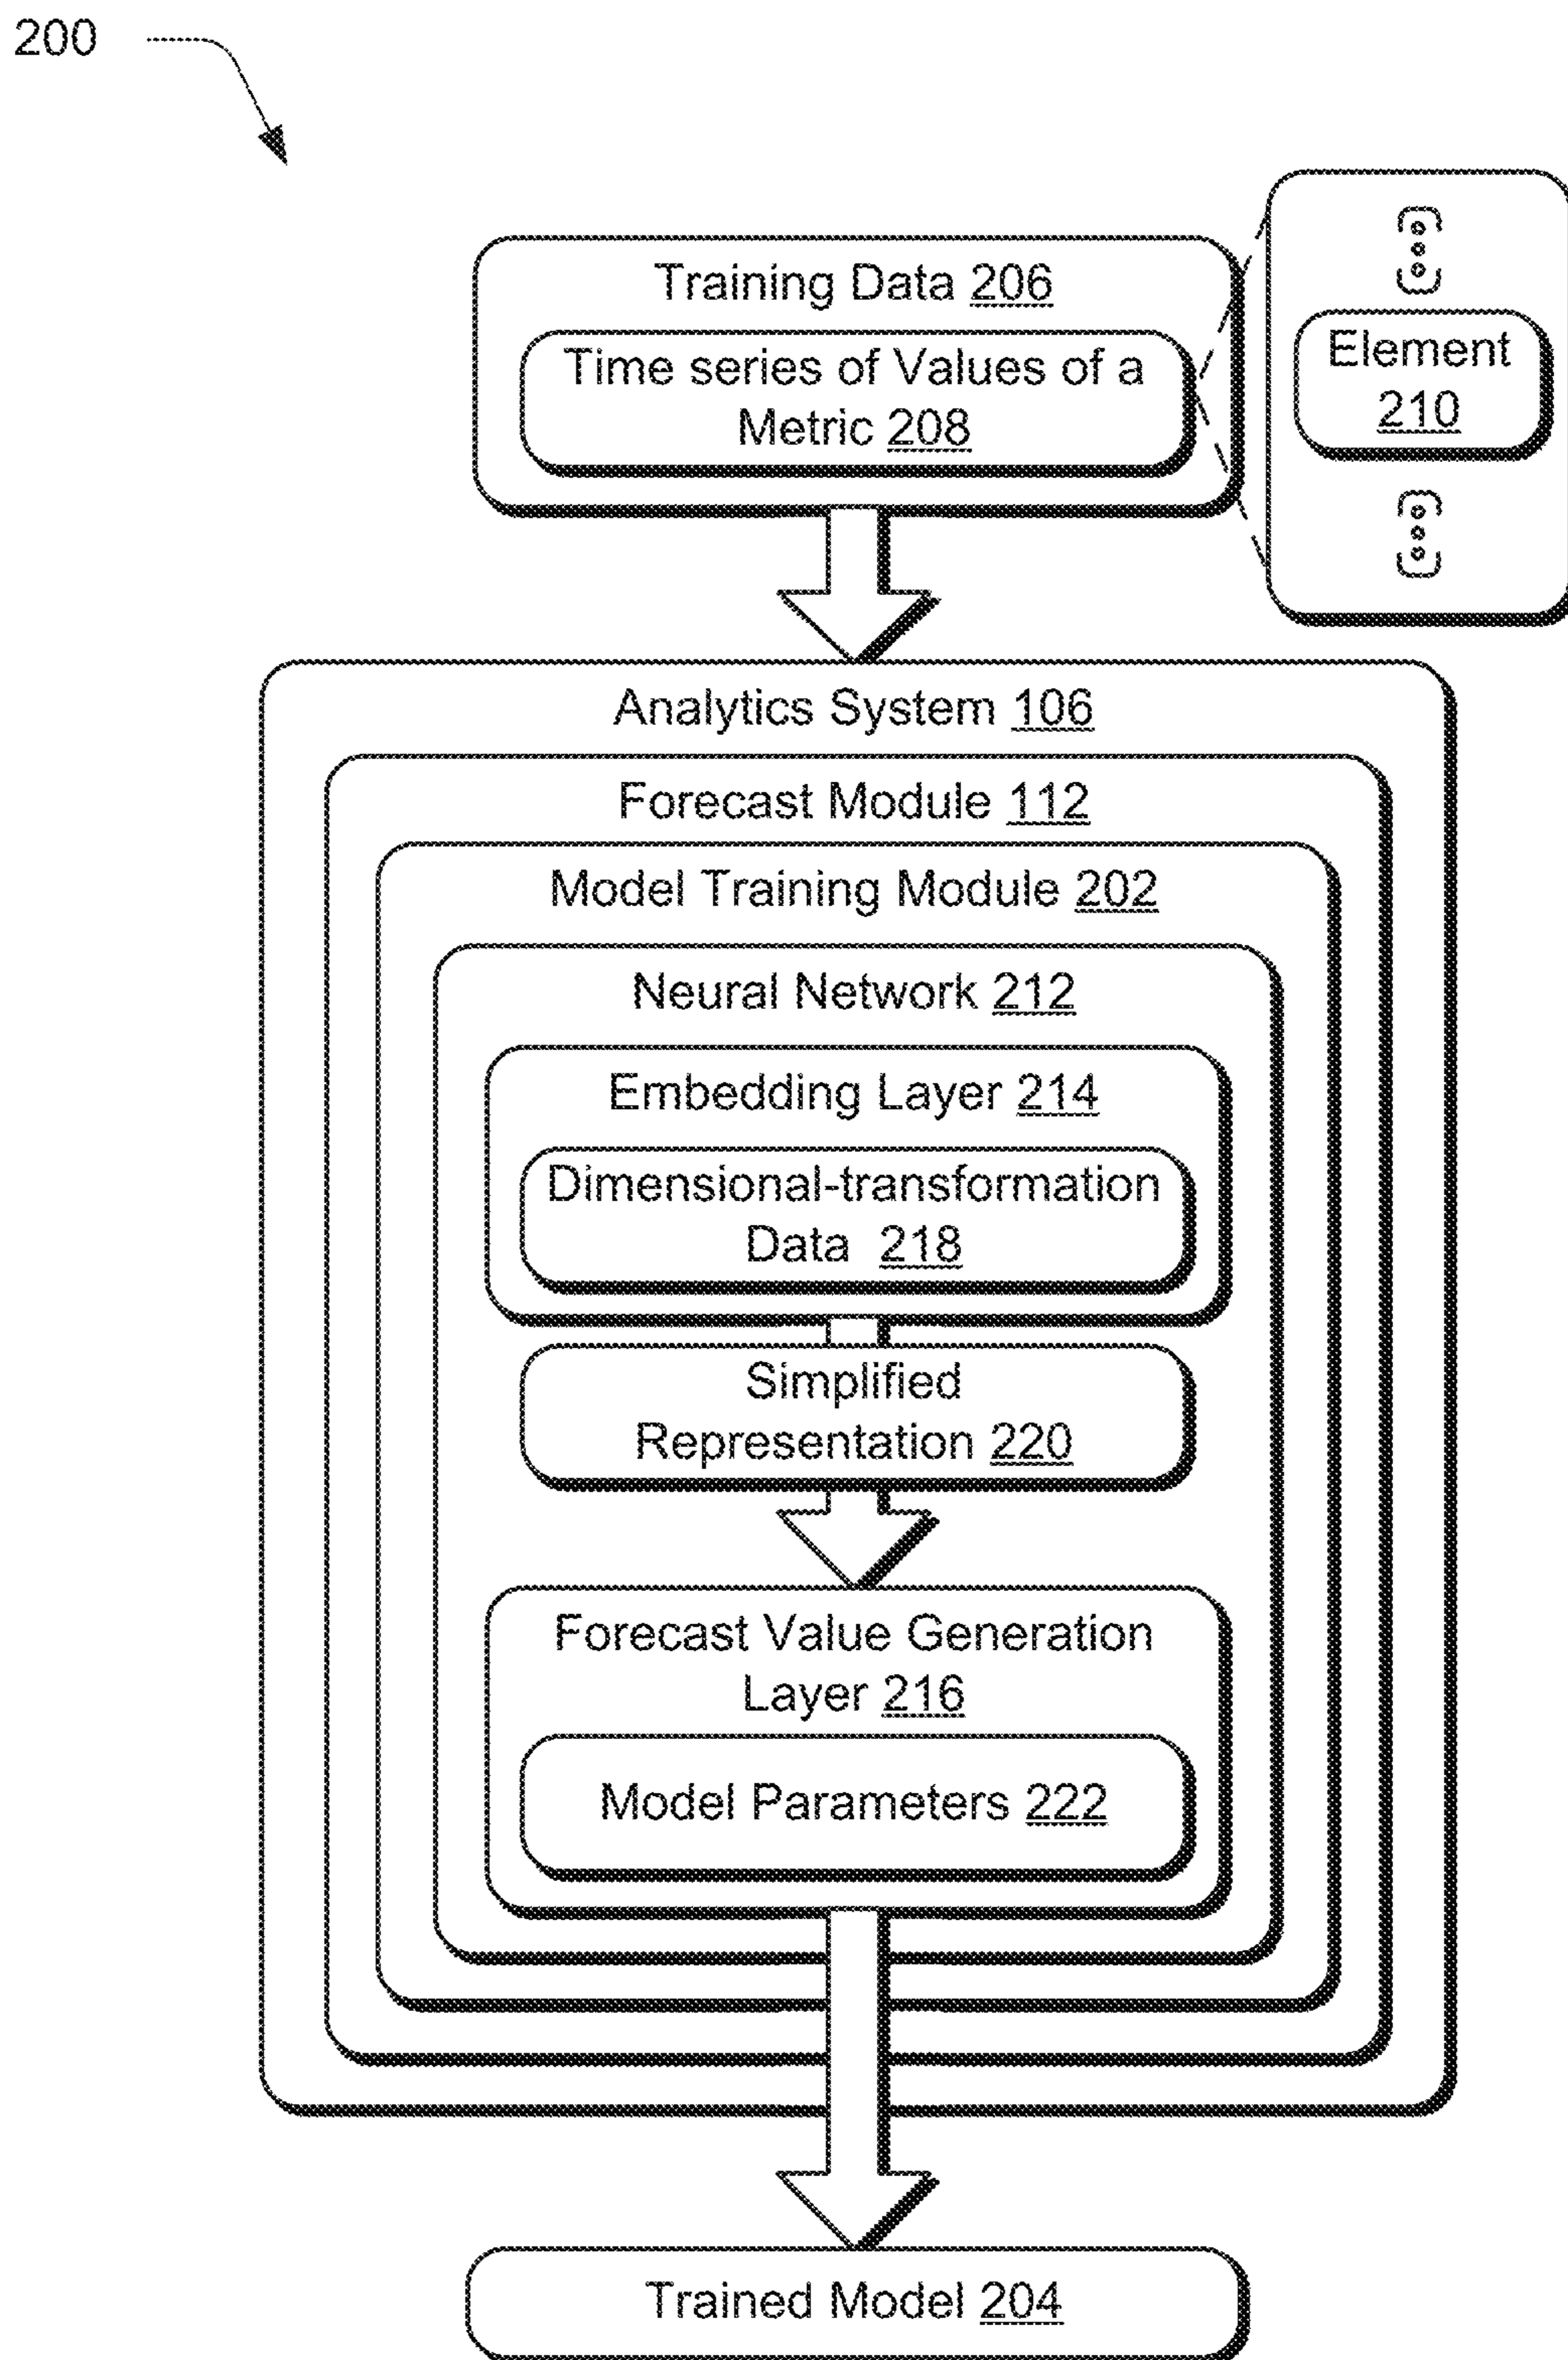 200
Training Data 206
Time series of Values of a
Metric 208
Element
210
Analytics System 106
Forecast Module 112
Model Training Module 202
Neural Network 212
Embedding Layer 214
Dimensional-transformation
Data 218
Simplified
Representation 220
Forecast Value Generation
Layer 216
Model Parameters 222
Trained Model 204